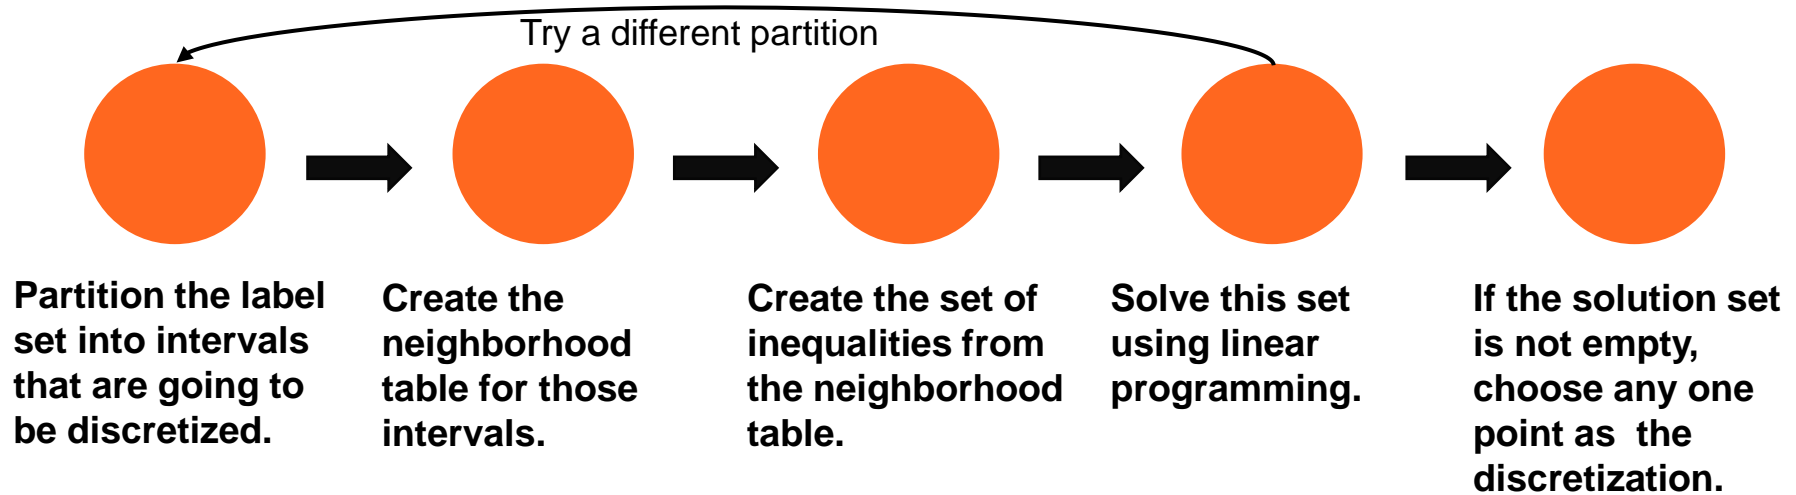 Try a different partition
Partition the label
set into intervals
that are going to
be discretized.
Create the
neighborhood
table for those
intervals.
Create the set of
inequalities from
the neighborhood
table.
Solve this set
using linear
programming.
If the solution set
is not empty,
choose any one
point as  the
discretization.